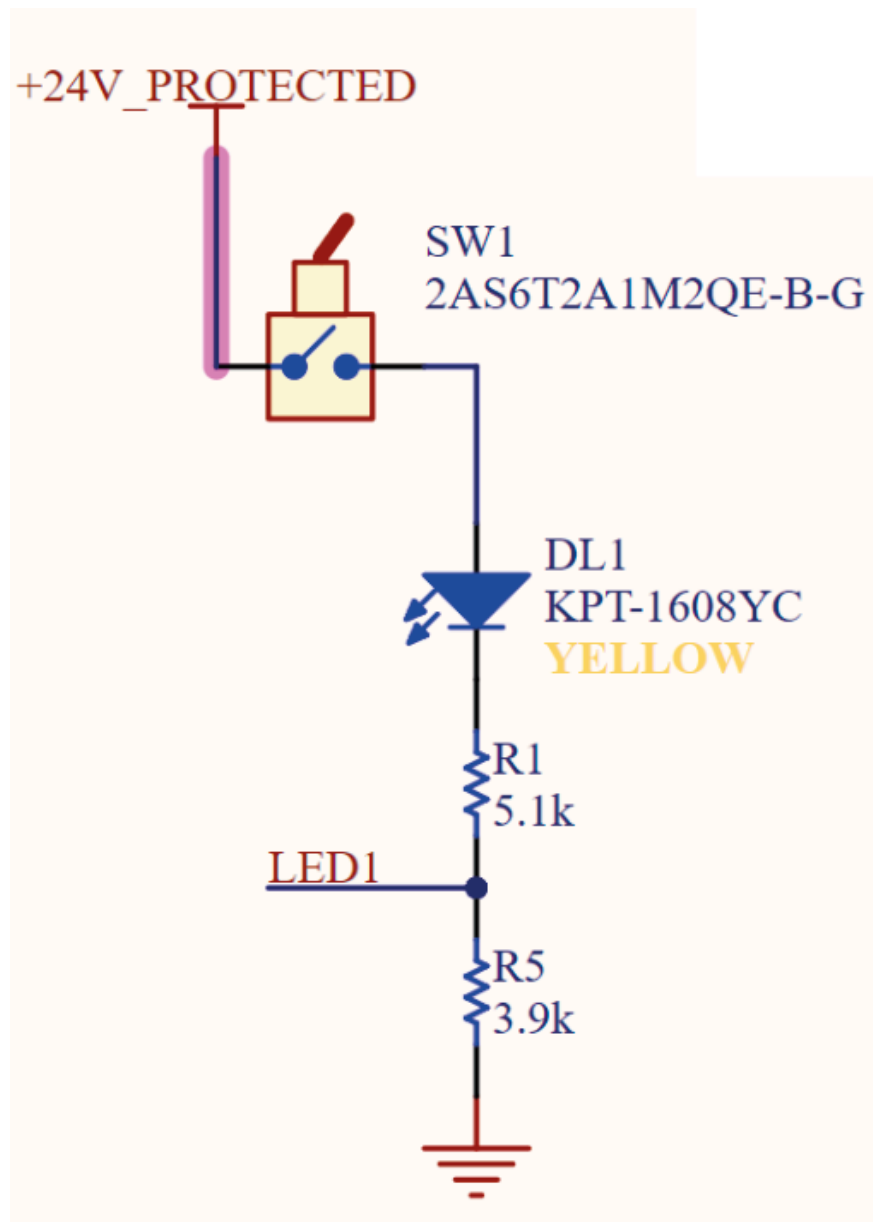 +24V_PROTECTED
SW1
2AS6T2A1M2QE-B-G
DL1
KPT-1608YC
YELLOW
R1
5.1k
LED1
R5
3.9k